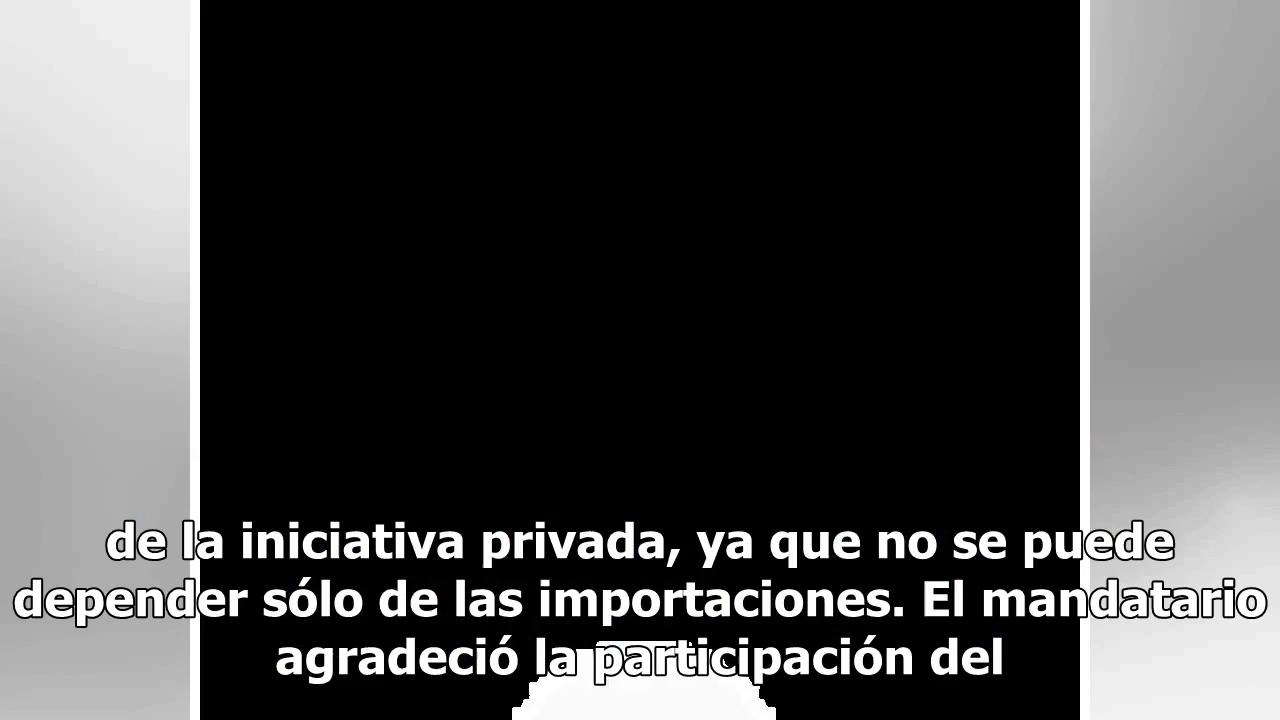 de la iniciativa privada, ya que no se puede
depender sólo de las importaciones. El mandatario
agradeció la participación del